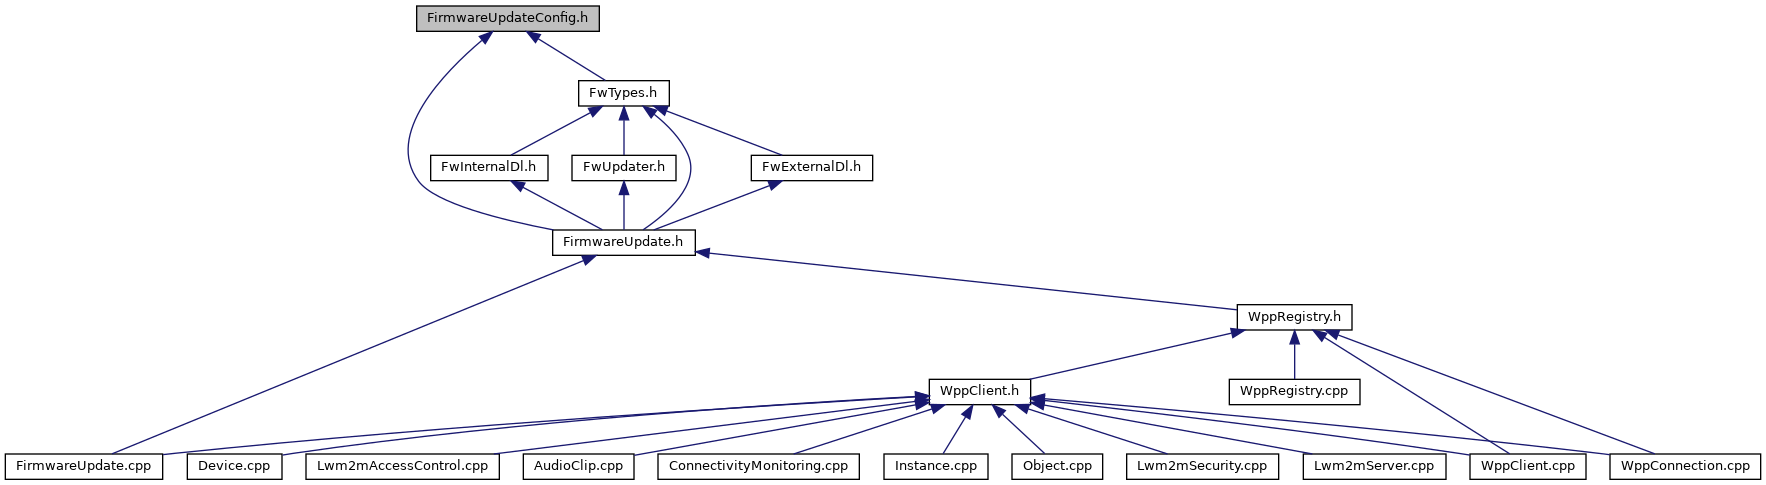 FirmwareUpdateConfig.h
FwTypes.h
FwInternalDl.h
FwUpdater.h
FwExternalDl.h
FirmwareUpdate.h
WppRegistry.h
WppClient.h
WppRegistry.cpp
FirmwareUpdate.cpp
Device.cpp
Lwm2mAccessControl.cpp
AudioClip.cpp
ConnectivityMonitoring.cpp
Instance.cpp
Object.cpp
Lwm2mSecurity.cpp
Lwm2mServer.cpp
WppClient.cpp
WppConnection.cpp